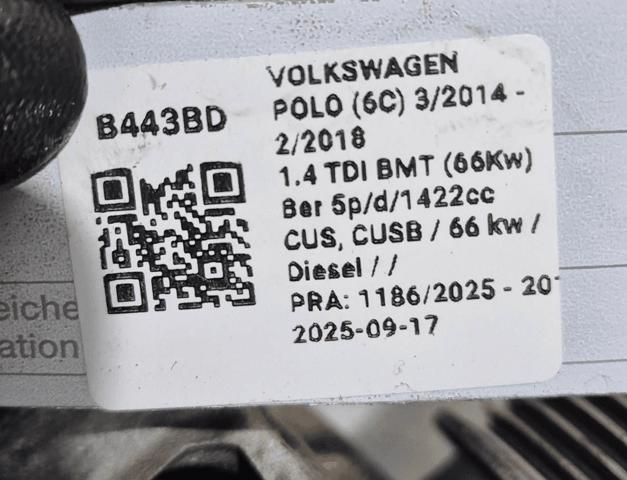 B443BD
VOLKSWAGEN
POLO (6C) 3/2014 -
2/2018
1.4 TDI BMT (66Kw)
Ber 5p/d/1422cc
CUS, CUSB / 66 kw /
Diesel / /
PRA: 1186/2025 - 20
2025-09-17
eiche
ation